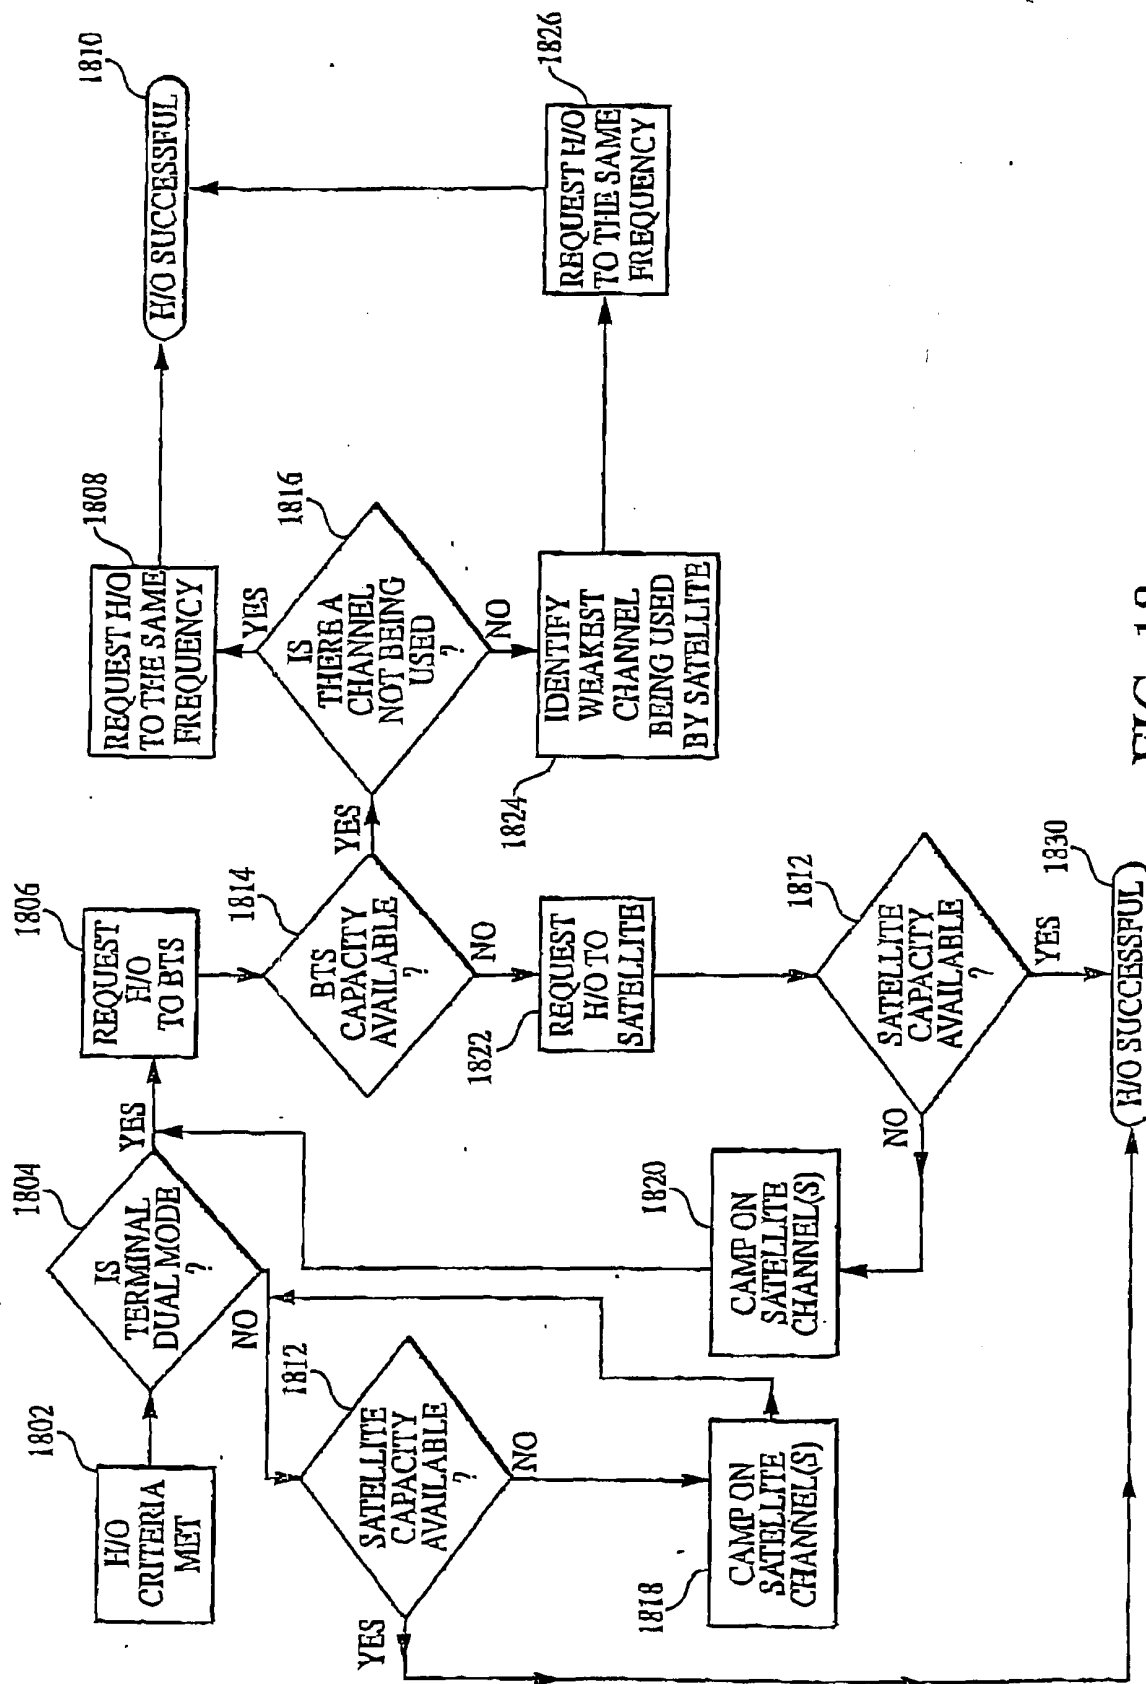 1802
H/O
CRITERIA
MET
1804
IS
TERMINAL
DUAL MODE
?
YES
NO
1806
REQUEST
H/O
TO BTS
1808
REQUEST H/O
TO THE SAME
FREQUENCY
1810
H/O SUCCESSFUL
1814
BTS
CAPACITY
AVAILABLE
?
YES
NO
1816
IS
THERE A
CHANNEL
NOT BEING
USED
?
YES
NO
1812
SATELLITE
CAPACITY
AVAILABLE
?
NO
YES
1822
REQUEST
H/O TO
SATELLITE
1824
IDENTIFY
WEAKEST
CHANNEL
BEING USED
BY SATELLITE
1826
REQUEST H/O
TO THE SAME
FREQUENCY
1818
CAMP ON
SATELLITE
CHANNEL(S)
1820
CAMP ON
SATELLITE
CHANNEL(S)
1812
SATELLITE
CAPACITY
AVAILABLE
?
NO
YES
1830
H/O SUCCESSFUL
FIG. 18